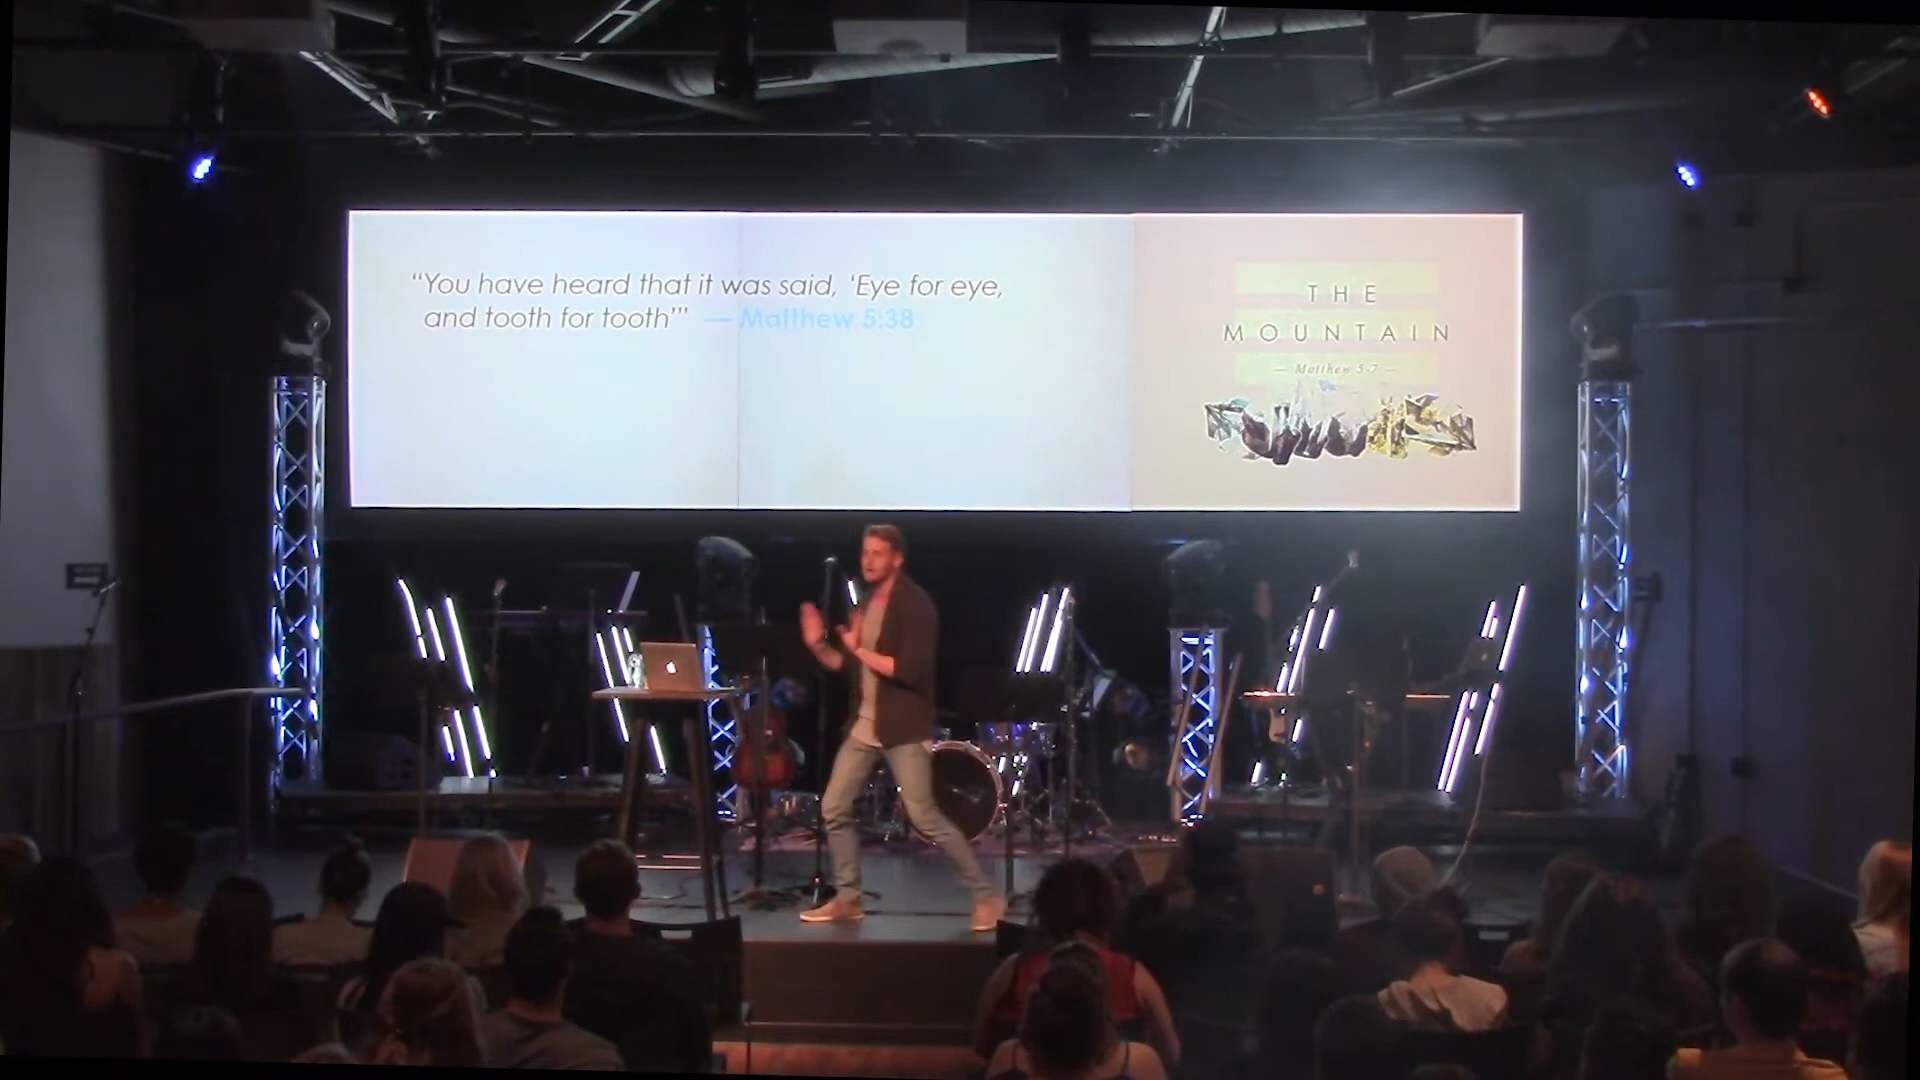 “You have heard that it was said, ‘Eye for eye,
and tooth for tooth’” — Matthew 5:38
THE
MOUNTAIN
— Matthew 5-7 —